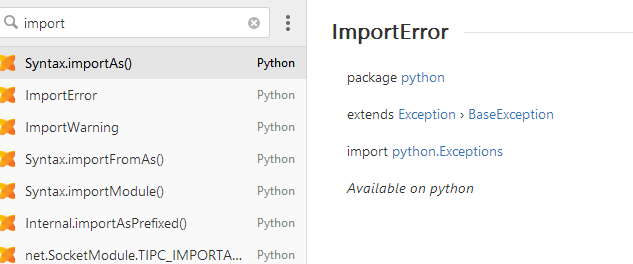 import
Syntax.importAs() Python
ImportError Python
ImportWarning Python
Syntax.importFromAs() Python
Syntax.importModule() Python
Internal.importAsPrefixed() Python
net.SocketModule.TIPC_IMPORTA... Python
ImportError
package python
extends Exception › BaseException
import python.Exceptions
Available on python